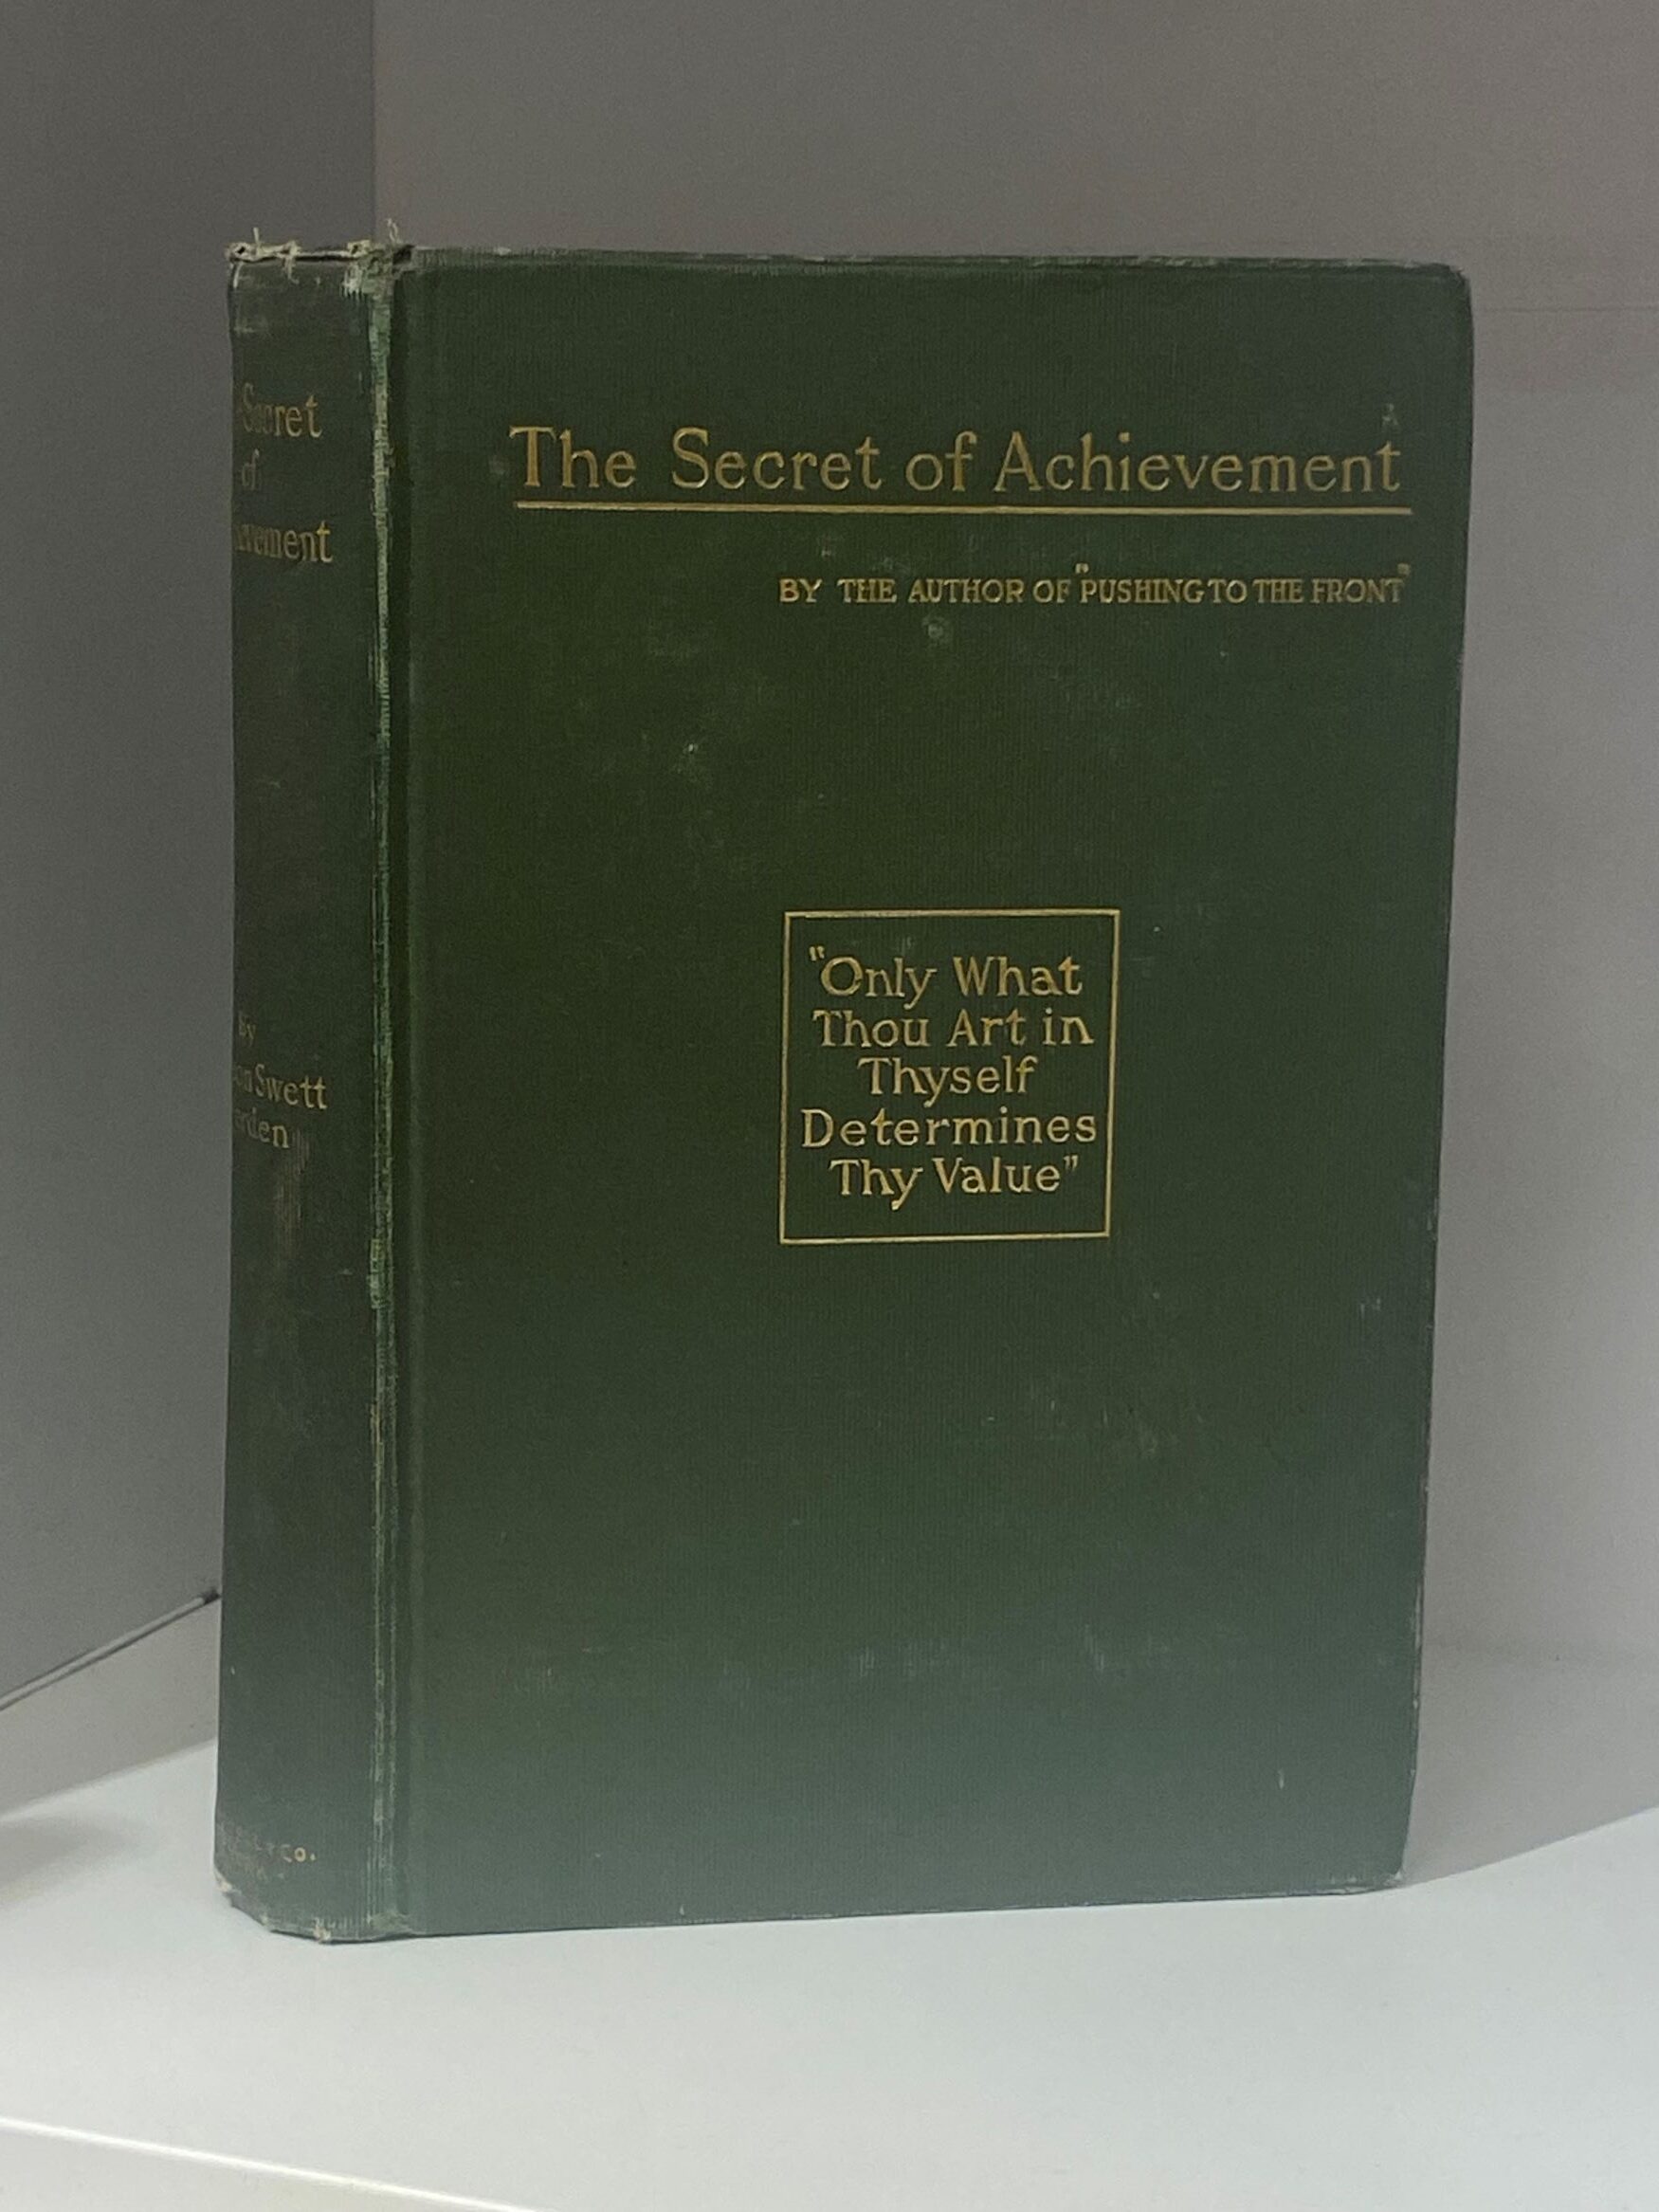 The Secret of Achievement
BY THE AUTHOR OF "PUSHING TO THE FRONT"
"Only What
Thou Art in
Thyself
Determines
Thy Value"
Secret
of
By
Swett
Co.